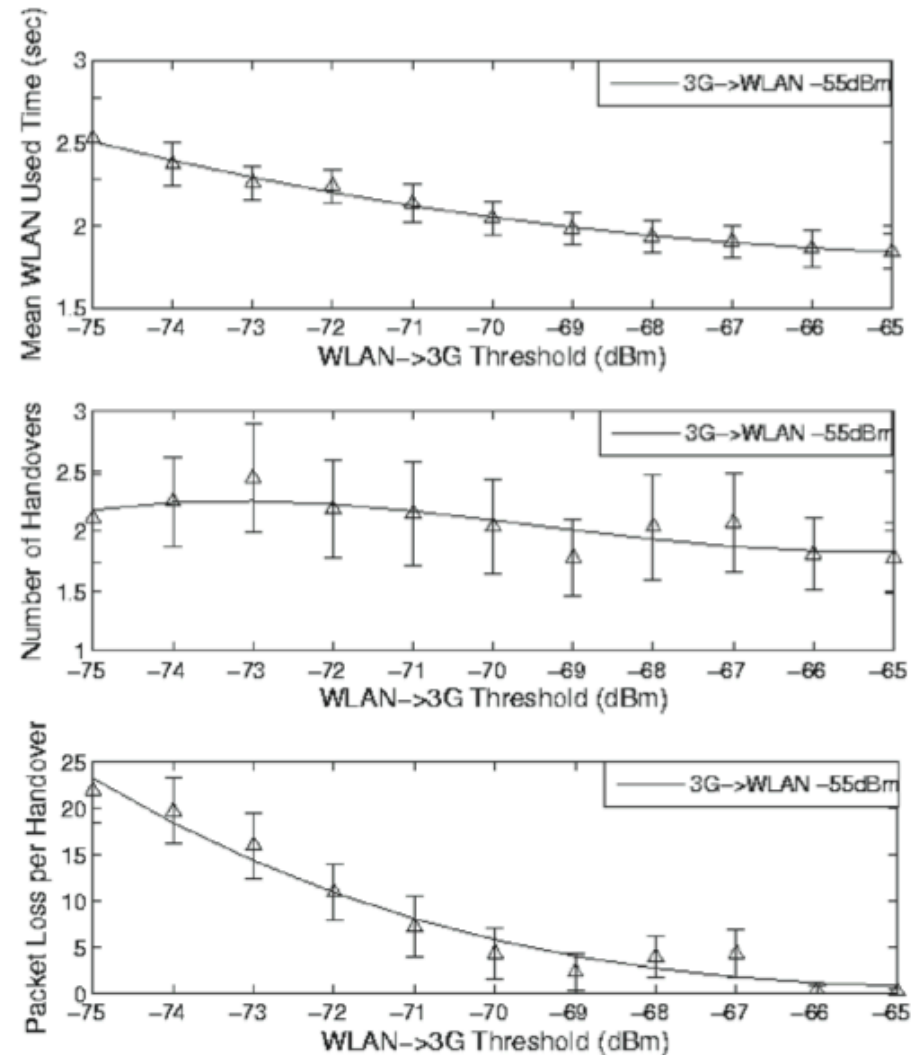 Mean WLAN Used Time (sec)
3
2.5
2
1.5
3G->WLAN -55dBm
-75 -74 -73 -72 -71 -70 -69 -68 -67 -66 -65
WLAN->3G Threshold (dBm)
Number of Handovers
3
2.5
2
1.5
1
3G->WLAN -55dBm
-75 -74 -73 -72 -71 -70 -69 -68 -67 -66 -65
WLAN->3G Threshold (dBm)
Packet Loss per Handover
25
20
15
10
5
0
3G->WLAN -55dBm
-75 -74 -73 -72 -71 -70 -69 -68 -67 -66 -65
WLAN->3G Threshold (dBm)